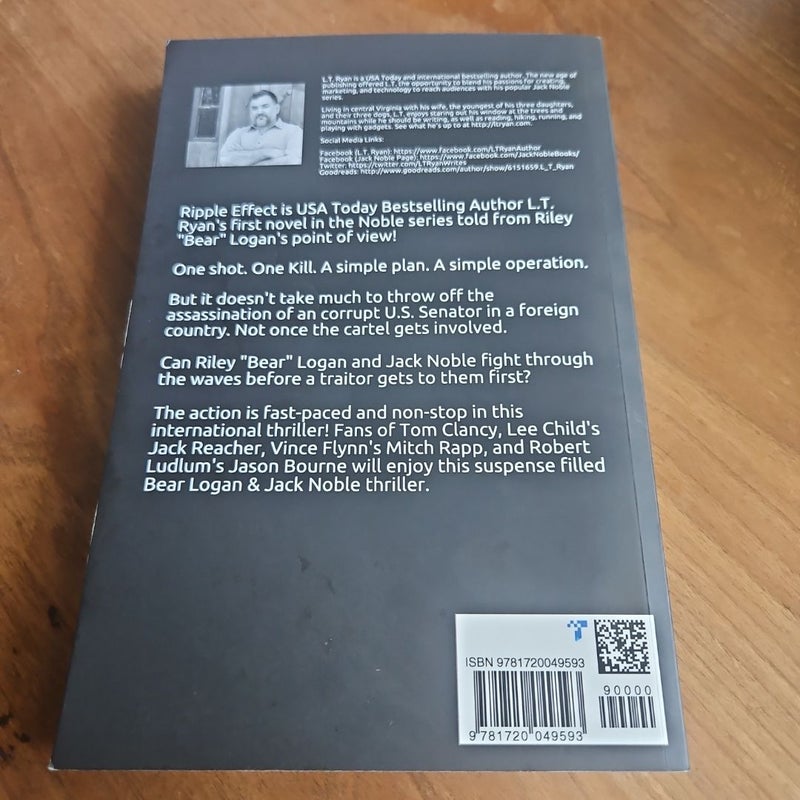 L.T. Ryan is a USA Today and international bestselling author. The new age of
publishing offered L.T. the opportunity to blend his passions for creating,
marketing, and technology to reach audiences with his popular Jack Noble
series.
Living in central Virginia with his wife, the youngest of his three daughters,
and their three dogs, L.T. enjoys staring out his window at the trees and
mountains while he should be writing, as well as reading, hiking, running, and
playing with gadgets. See what he's up to at http://ltryan.com.
Social Media Links:
Facebook (L.T. Ryan): https://www.facebook.com/LTRyanAuthor
Facebook (Jack Noble Page): https://www.facebook.com/JackNobleBooks/
Twitter: https://twitter.com/LTRyanWrites
Goodreads: http://www.goodreads.com/author/show/6151659.L_T_Ryan
Ripple Effect is USA Today Bestselling Author L.T.
Ryan's first novel in the Noble series told from Riley
"Bear" Logan's point of view!
One shot. One Kill. A simple plan. A simple operation.
But it doesn't take much to throw off the
assassination of an corrupt U.S. Senator in a foreign
country. Not once the cartel gets involved.
Can Riley "Bear" Logan and Jack Noble fight through
the waves before a traitor gets to them first?
The action is fast-paced and non-stop in this
international thriller! Fans of Tom Clancy, Lee Child's
Jack Reacher, Vince Flynn's Mitch Rapp, and Robert
Ludlum's Jason Bourne will enjoy this suspense filled
Bear Logan & Jack Noble thriller.
ISBN 9781720049593
90000
9 781720 049593